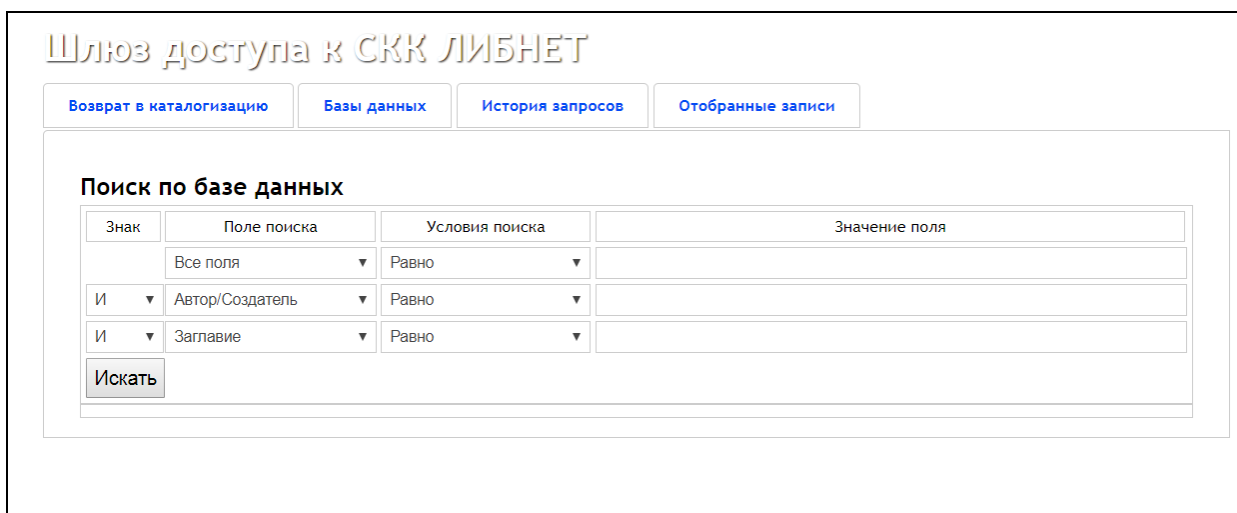 Шлюз доступа к СКК ЛИБНЕТ
Возврат в каталогизацию Базы данных История запросов Отобранные записи
Поиск по базе данных
Знак Поле поиска Условия поиска Значение поля
Все поля Равно
И Автор/Создатель Равно
И Заглавие Равно
Искать